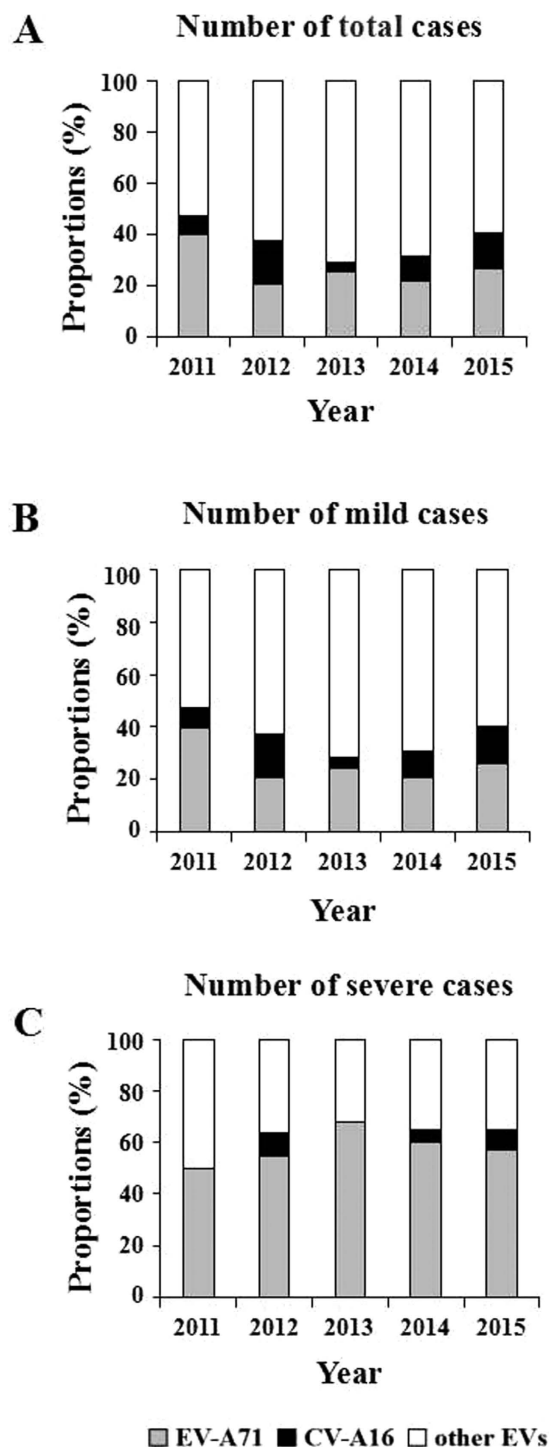 A
Number of total cases
Proportions (%)
100
80
60
40
20
0
2011 2012 2013 2014 2015
Year
B
Number of mild cases
Proportions (%)
100
80
60
40
20
0
2011 2012 2013 2014 2015
Year
C
Number of severe cases
Proportions (%)
100
80
60
40
20
0
2011 2012 2013 2014 2015
Year
EV-A71 CV-A16 other EVs